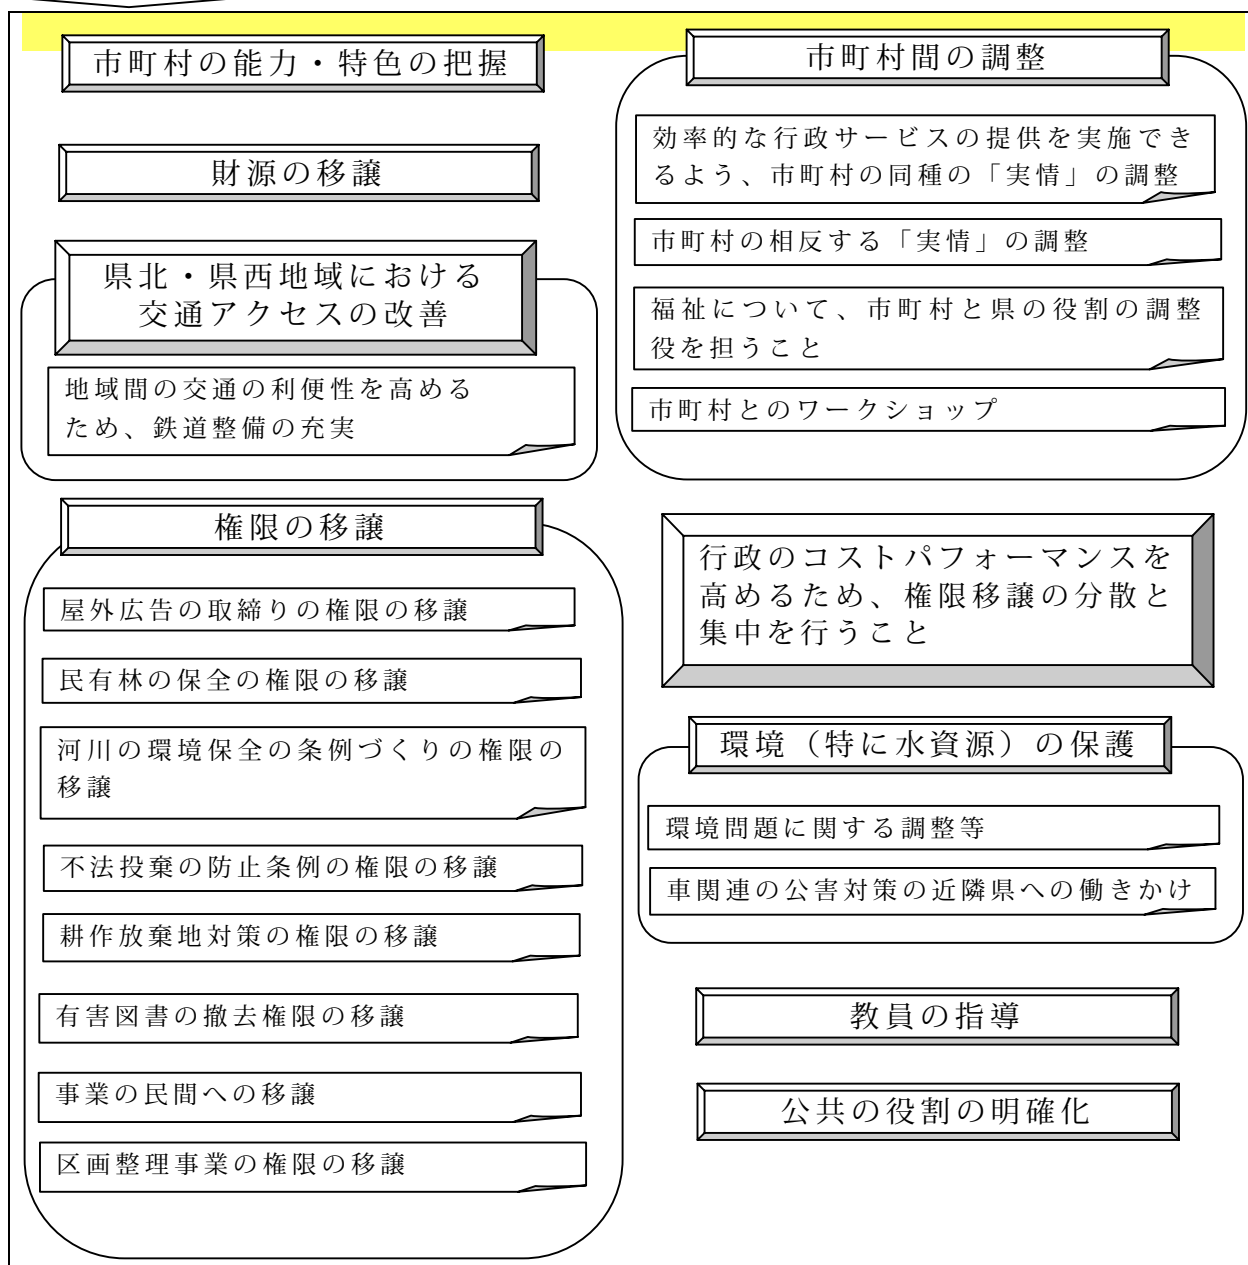 市町村の能力・特色の把握
財源の移譲
県北・県西地域における
交通アクセスの改善
地域間の交通の利便性を高める
ため、鉄道整備の充実
権限の移譲
屋外広告の取締りの権限の移譲
民有林の保全の権限の移譲
河川の環境保全の条例づくりの権限の
移譲
不法投棄の防止条例の権限の移譲
耕作放棄地対策の権限の移譲
有害図書の撤去権限の移譲
事業の民間への移譲
区画整理事業の権限の移譲
市町村間の調整
効率的な行政サービスの提供を実施でき
るよう、市町村の同種の「実情」の調整
市町村の相反する「実情」の調整
福祉について、市町村と県の役割の調整
役を担うこと
市町村とのワークショップ
行政のコストパフォーマンスを
高めるため、権限移譲の分散と
集中を行うこと
環境（特に水資源）の保護
環境問題に関する調整等
車関連の公害対策の近隣県への働きかけ
教員の指導
公共の役割の明確化